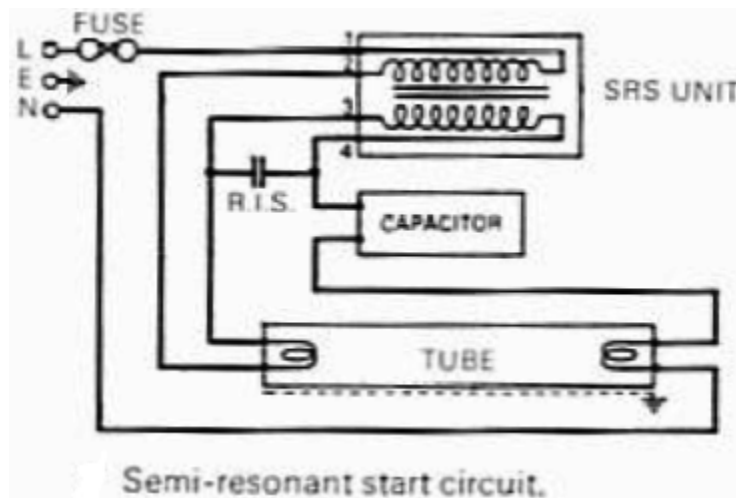 FUSE
L
E
N
1
2
3
4
SRS UNIT
R.I.S.
CAPACITOR
TUBE
Semi-resonant start circuit.